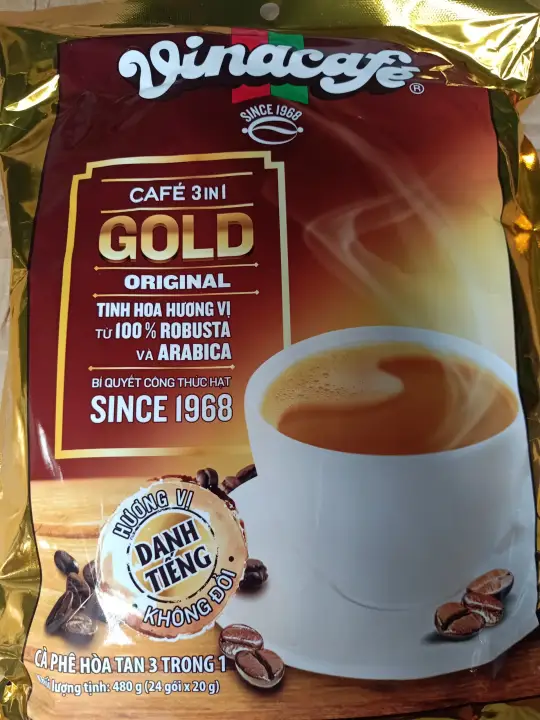 Vinacafé ®
SINCE 1968
CAFÉ 3IN1
GOLD
ORIGINAL
TINH HOA HƯƠNG VỊ
TỪ 100% ROBUSTA
VÀ ARABICA
BÍ QUYẾT CÔNG THỨC HẠT
SINCE 1968
HƯƠNG VỊ
DANH
TIẾNG
KHÔNG ĐỔI
CÀ PHÊ HÒA TAN 3 TRONG 1
lượng tịnh: 480 g (24 gói x 20 g)